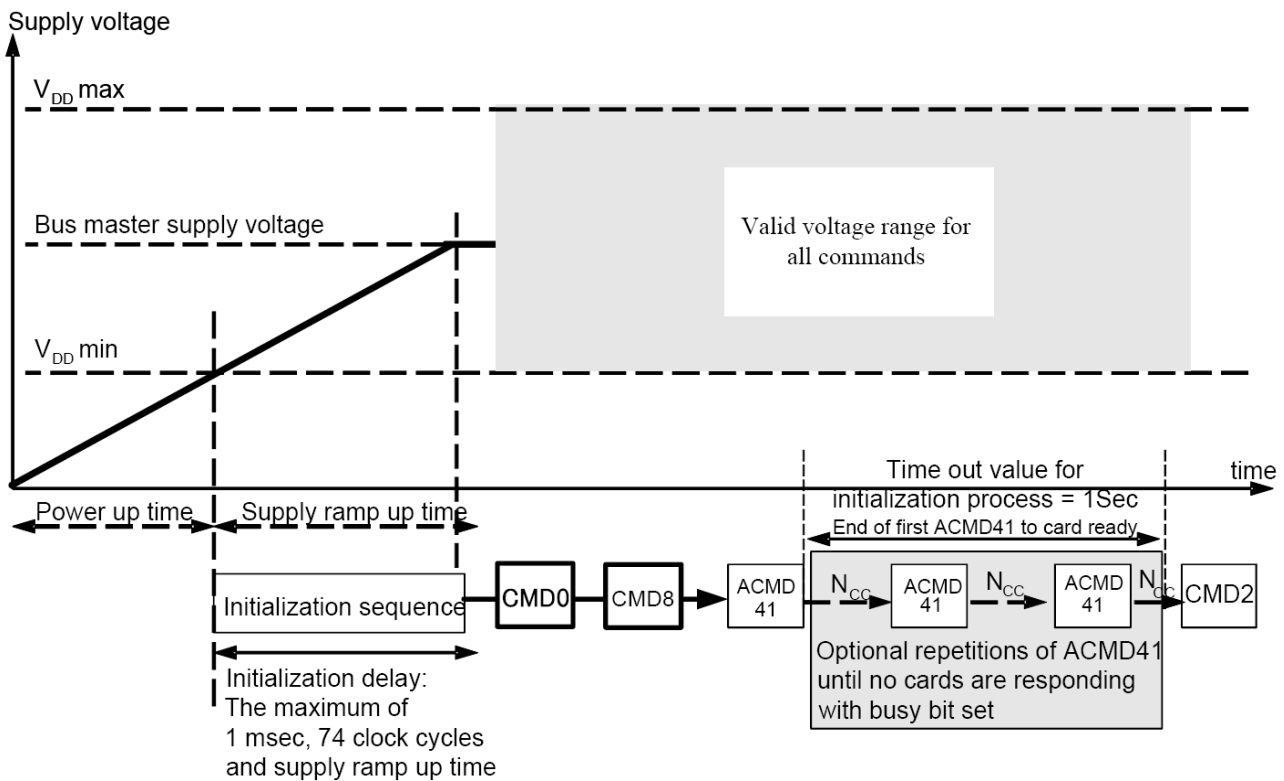 Supply voltage
V_DD max
Bus master supply voltage
Valid voltage range for
all commands
V_DD min
Time out value for
time
initialization process = 1Sec
Power up time
Supply ramp up time
End of first ACMD41 to card ready
Initialization sequence
CMD0
CMD8
ACMD
41
N_CC
ACMD
41
N_CC
ACMD
41
N_CC
CMD2
Optional repetitions of ACMD41
until no cards are responding
with busy bit set
Initialization delay:
The maximum of
1 msec, 74 clock cycles
and supply ramp up time